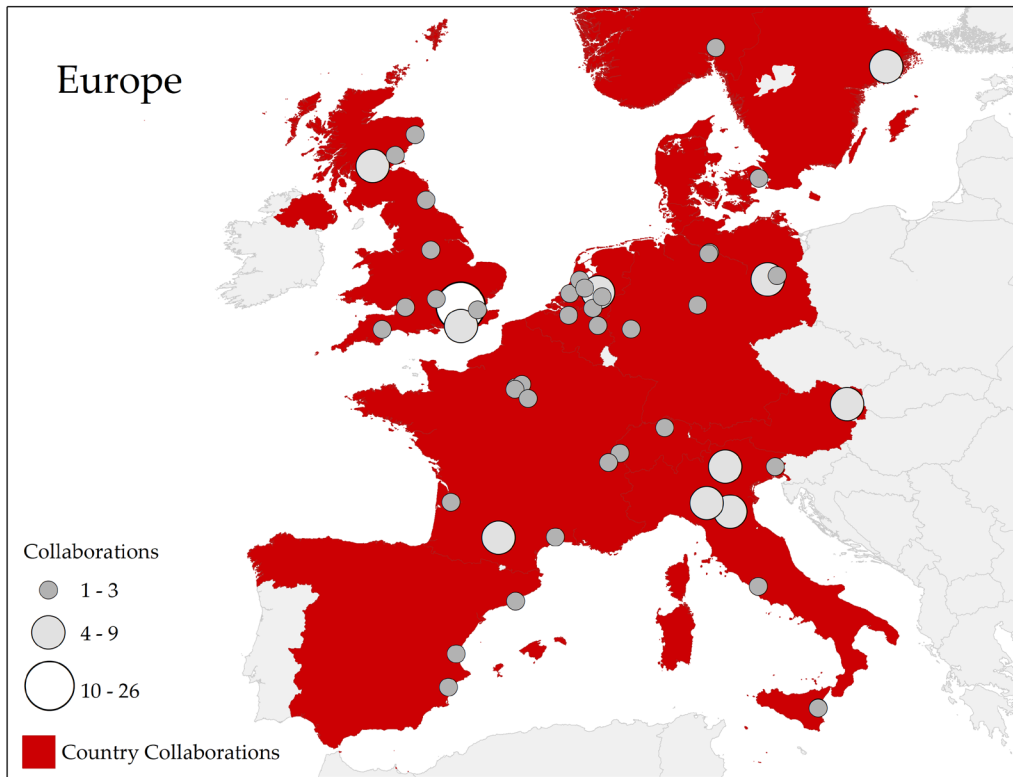 Europe
Collaborations
1 - 3
4 - 9
10 - 26
Country Collaborations